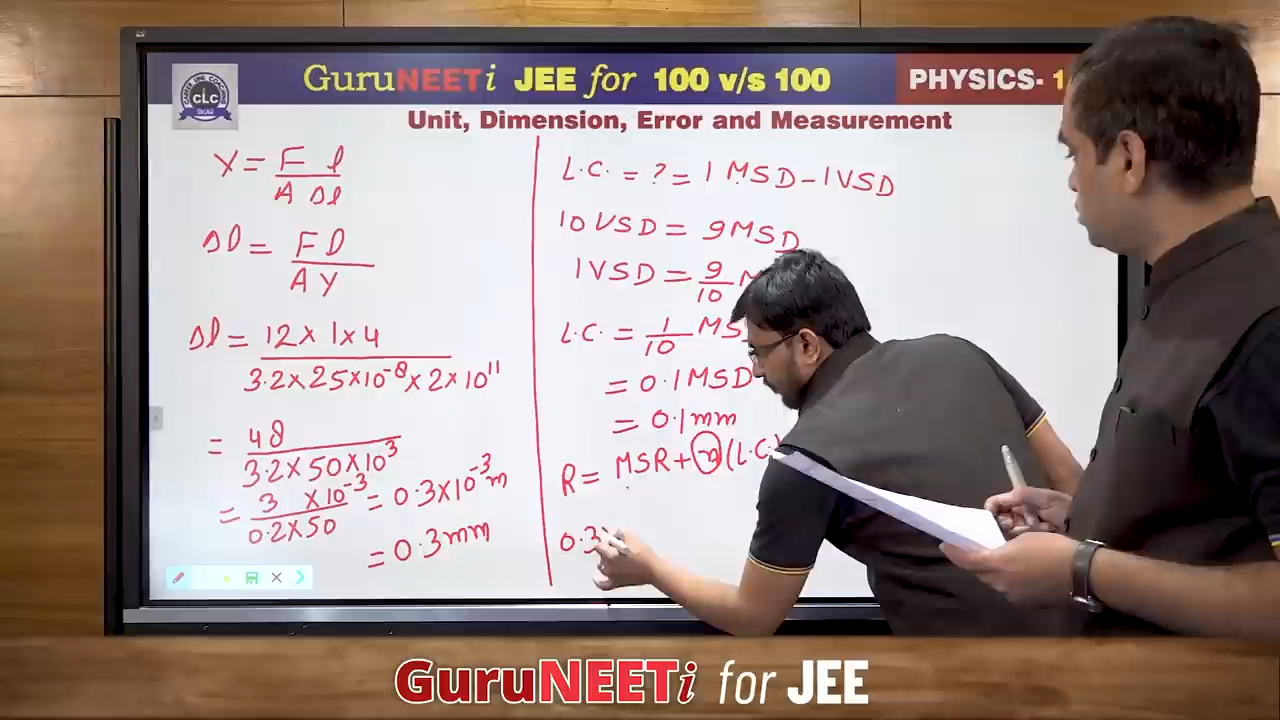 GuruNEETi JEE for 100 v/s 100
PHYSICS- 1
CLC
Unit, Dimension, Error and Measurement
Y = F l / A Δl
Δl = F l / A Y
Δl = 12 × 1 × 4 / 3.2 × 25 × 10⁻⁸ × 2 × 10¹¹
= 48 / 3.2 × 50 × 10³
= 3 × 10⁻³ / 0.2 × 50 = 0.3 × 10⁻³ m
= 0.3 mm
L.C. = ? = 1 MSD - 1 VSD
10 VSD = 9 MSD
1 VSD = 9/10 M
L.C. = 1/10 MS
= 0.1 MSD
= 0.1 mm
R = MSR + n (L.C.)
0.3
GuruNEETi for JEE